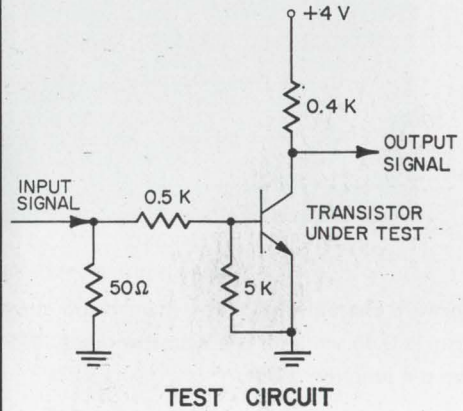 +4 V
0.4 K
OUTPUT
SIGNAL
INPUT
SIGNAL
0.5 K
TRANSISTOR
UNDER TEST
50Ω
5 K
TEST CIRCUIT